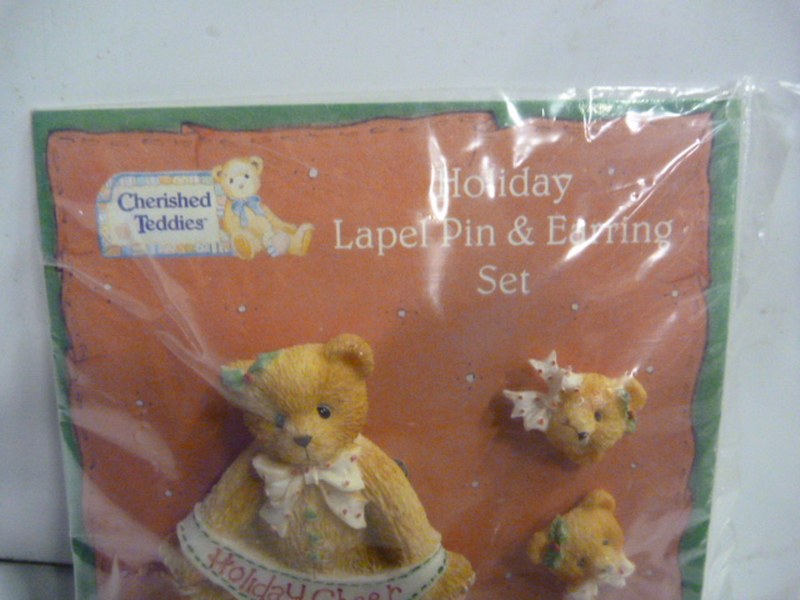 Cherished
Teddies
Holiday
Lapel Pin & Earring
Set
Holiday Cheer